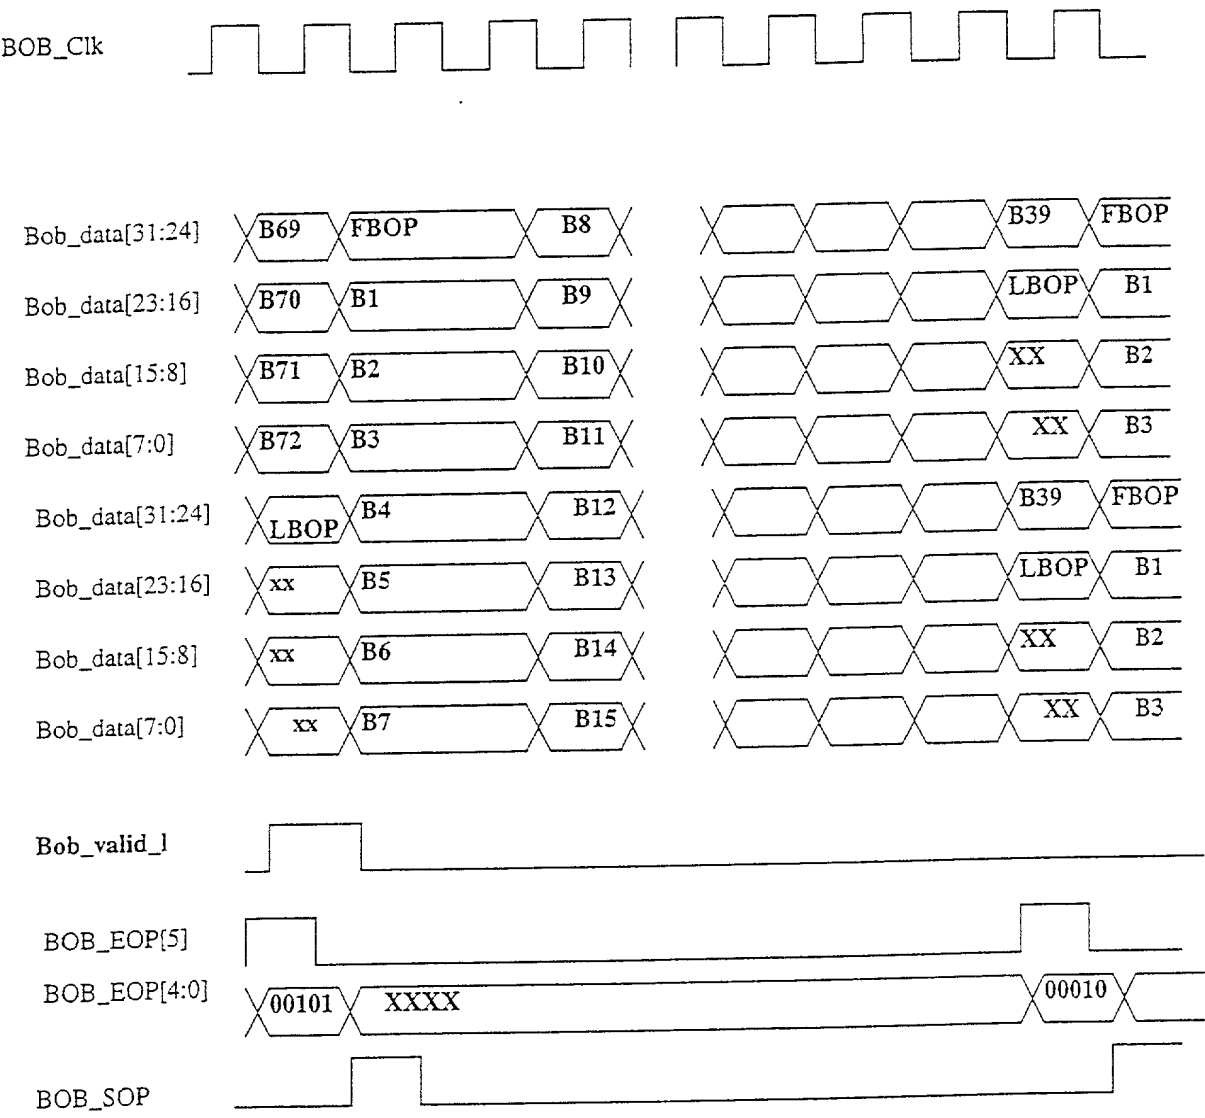 BOB_Clk
Bob_data[31:24] B69 FBOP B8 B39 FBOP
Bob_data[23:16] B70 B1 B9 LBOP B1
Bob_data[15:8] B71 B2 B10 XX B2
Bob_data[7:0] B72 B3 B11 XX B3
Bob_data[31:24] LBOP B4 B12 B39 FBOP
Bob_data[23:16] xx B5 B13 LBOP B1
Bob_data[15:8] xx B6 B14 XX B2
Bob_data[7:0] xx B7 B15 XX B3
Bob_valid_l
BOB_EOP[5]
BOB_EOP[4:0] 00101 XXXX 00010
BOB_SOP